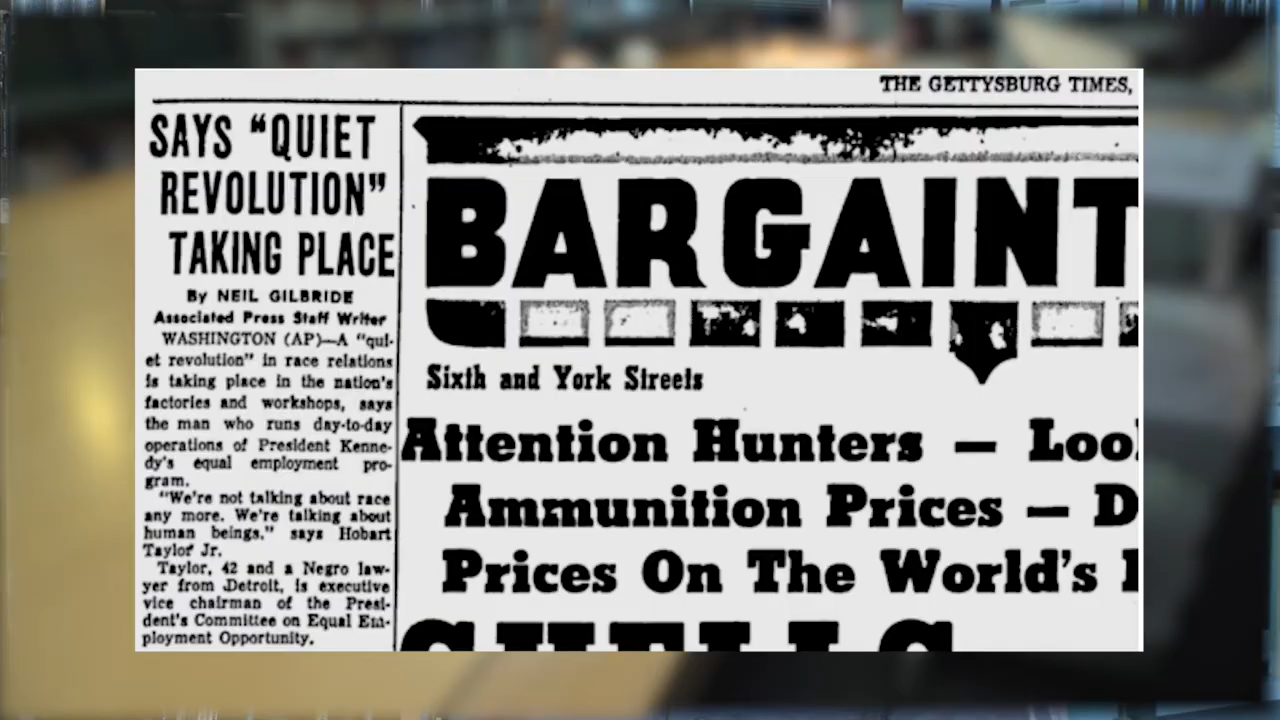 THE GETTYSBURG TIMES,
SAYS "QUIET
REVOLUTION"
TAKING PLACE
By NEIL GILBRIDE
Associated Press Staff Writer
WASHINGTON (AP)—A "qui-
et revolution" in race relations
is taking place in the nation's
factories and workshops, says
the man who runs day-to-day
operations of President Kenne-
dy's equal employment pro-
gram.
"We're not talking about race
any more. We're talking about
human beings," says Hobart
Taylor Jr.
Taylor, 42 and a Negro law-
yer from Detroit, is executive
vice chairman of the Presi-
dent's Committee on Equal Em-
ployment Opportunity.
BARGAINT
Sixth and York Streets
Attention Hunters — Loo
Ammunition Prices — D
Prices On The World's
SHELLS